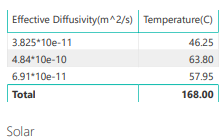 Effective Diffusivity(m^2/s) Temperature(C)
3.825*10e-11 46.25
4.84*10e-10 63.80
6.91*10e-11 57.95
Total 168.00
Solar